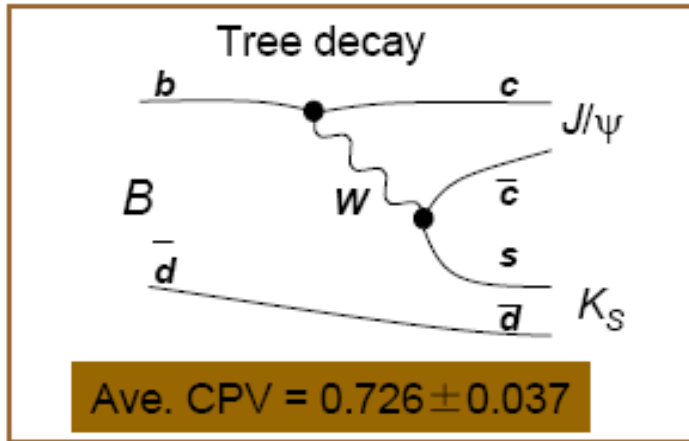 Tree decay
b c
J/ψ
B W c̄
s
d̄ d̄ K_S
Ave. CPV = 0.726±0.037